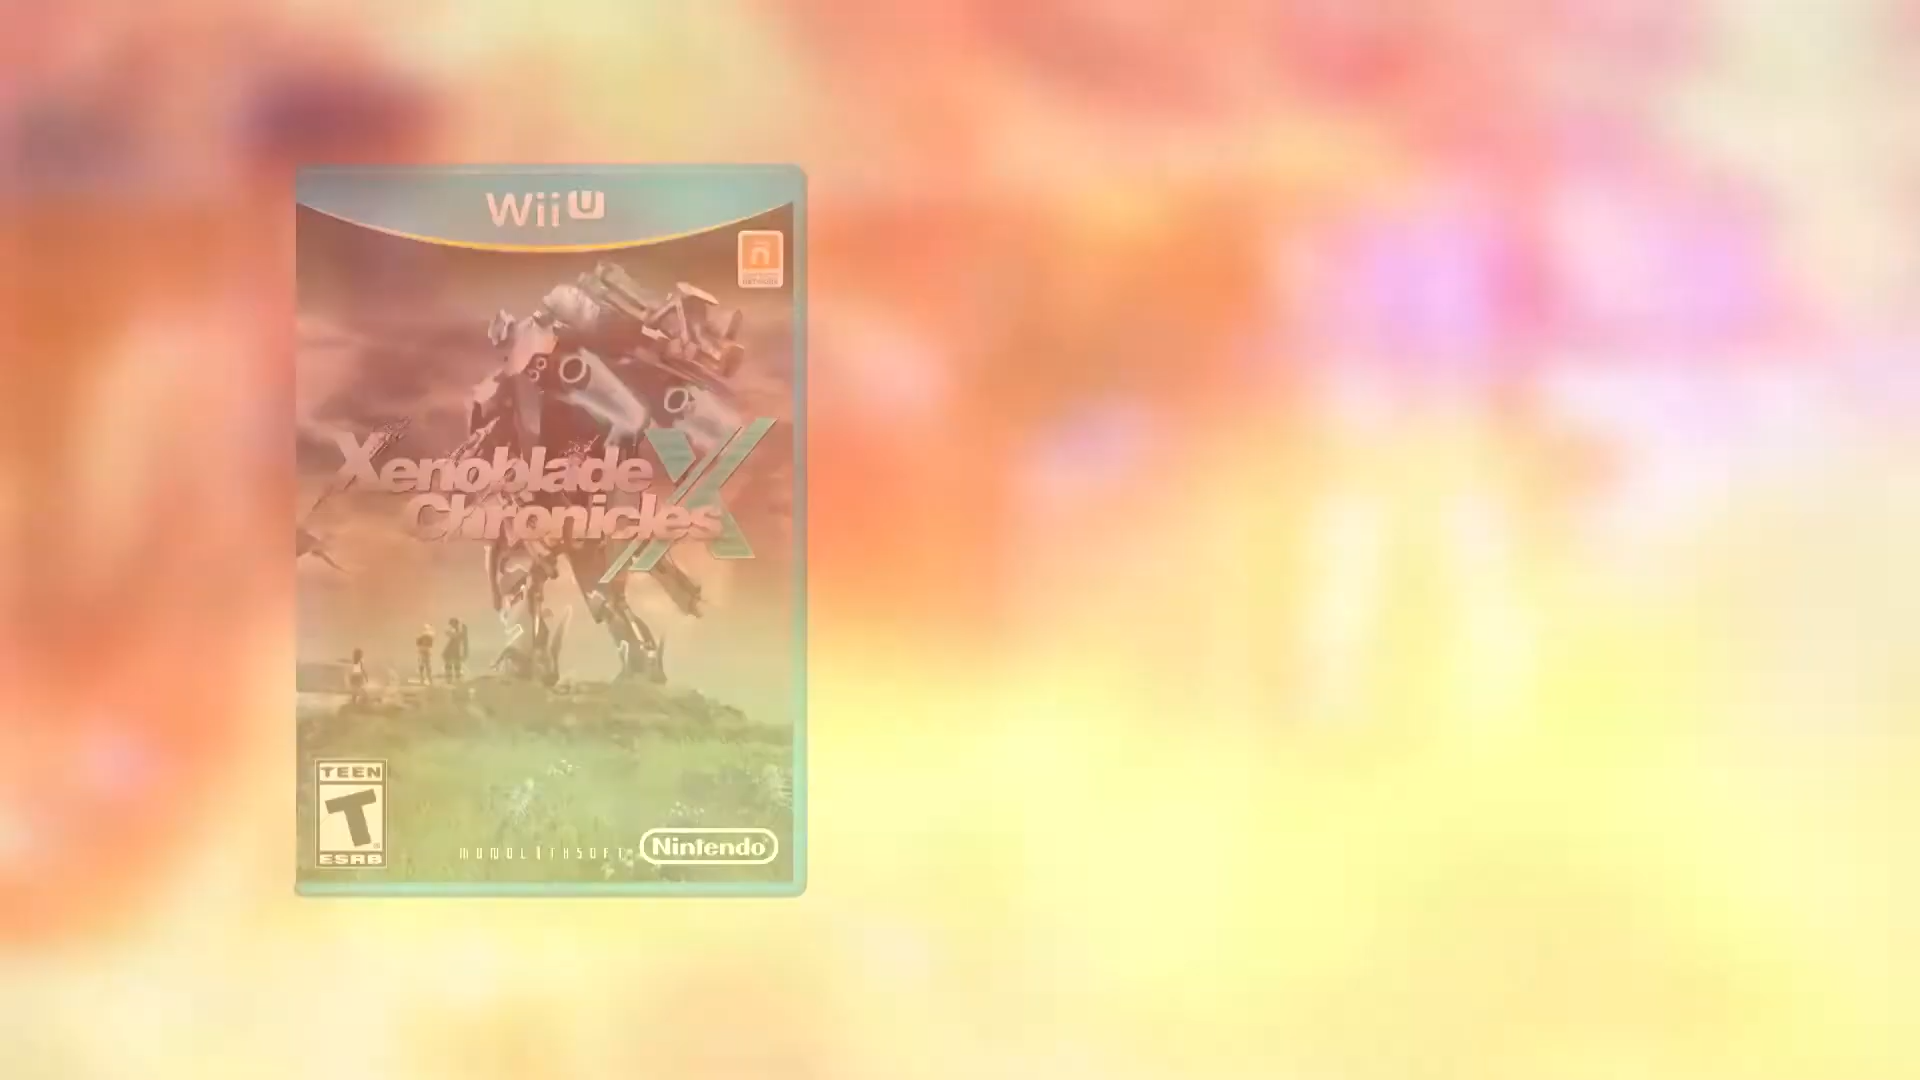 Wii U
Xenoblade
Chronicles X
TEEN
T
ESRB
MONOLITHSOFT
Nintendo